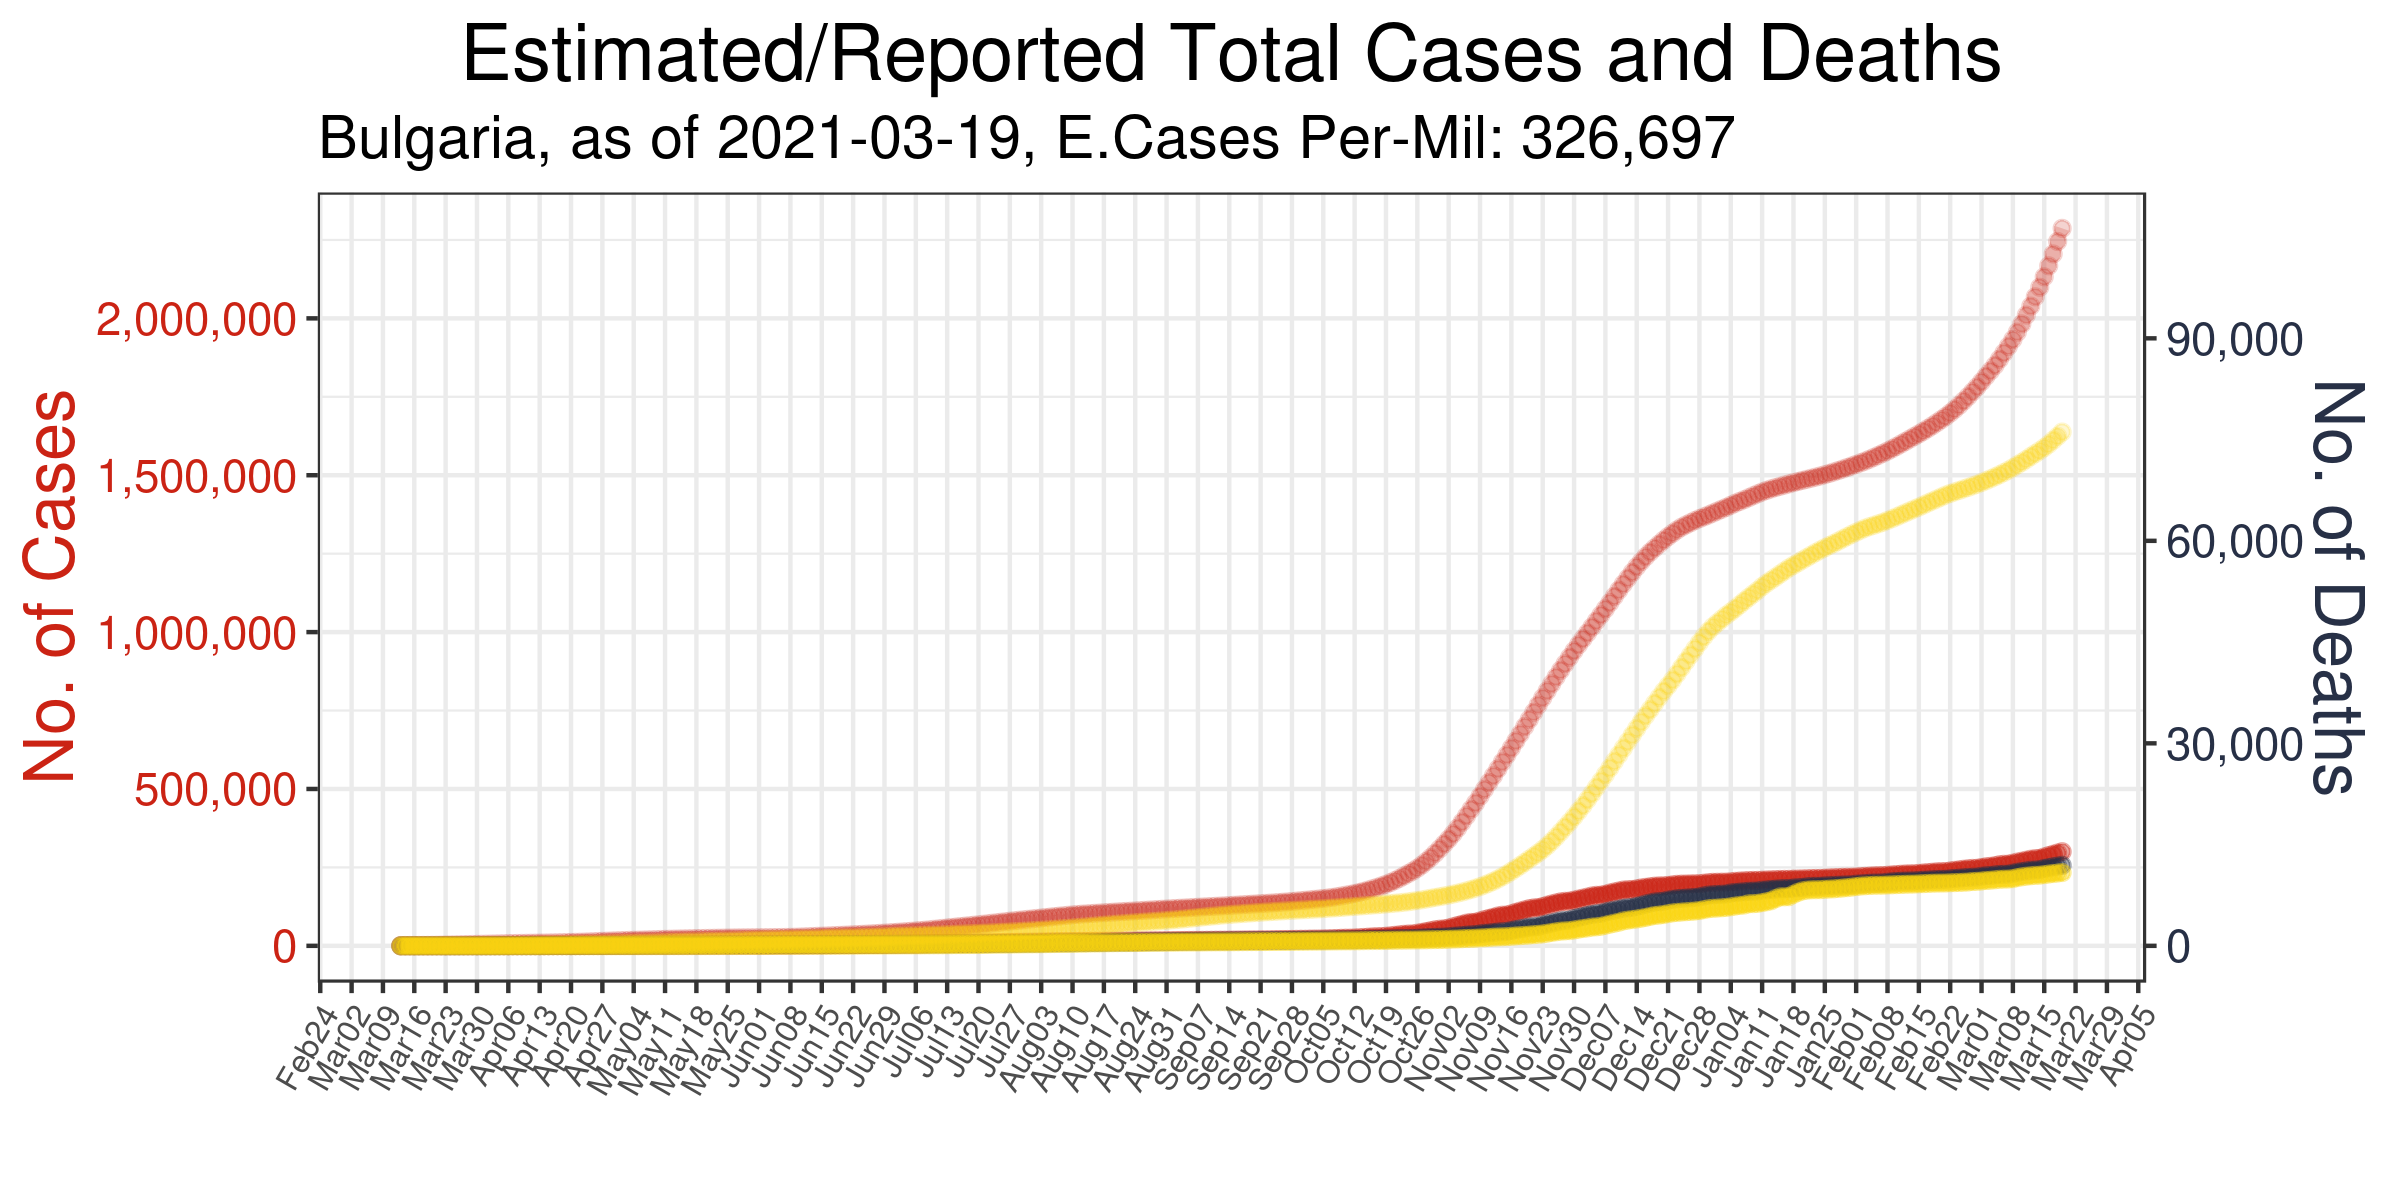 Estimated/Reported Total Cases and Deaths
Bulgaria, as of 2021-03-19, E.Cases Per-Mil: 326,697
No. of Cases
2,000,000
1,500,000
1,000,000
500,000
0
90,000
60,000
30,000
0
No. of Deaths
Feb24
Mar02
Mar09
Mar16
Mar23
Mar30
Apr06
Apr13
Apr20
Apr27
May04
May11
May18
May25
Jun01
Jun08
Jun15
Jun22
Jun29
Jul06
Jul13
Jul20
Jul27
Aug03
Aug10
Aug17
Aug24
Aug31
Sep07
Sep14
Sep21
Sep28
Oct05
Oct12
Oct19
Oct26
Nov02
Nov09
Nov16
Nov23
Nov30
Dec07
Dec14
Dec21
Dec28
Jan04
Jan11
Jan18
Jan25
Feb01
Feb08
Feb15
Feb22
Mar01
Mar08
Mar15
Mar22
Mar29
Apr05